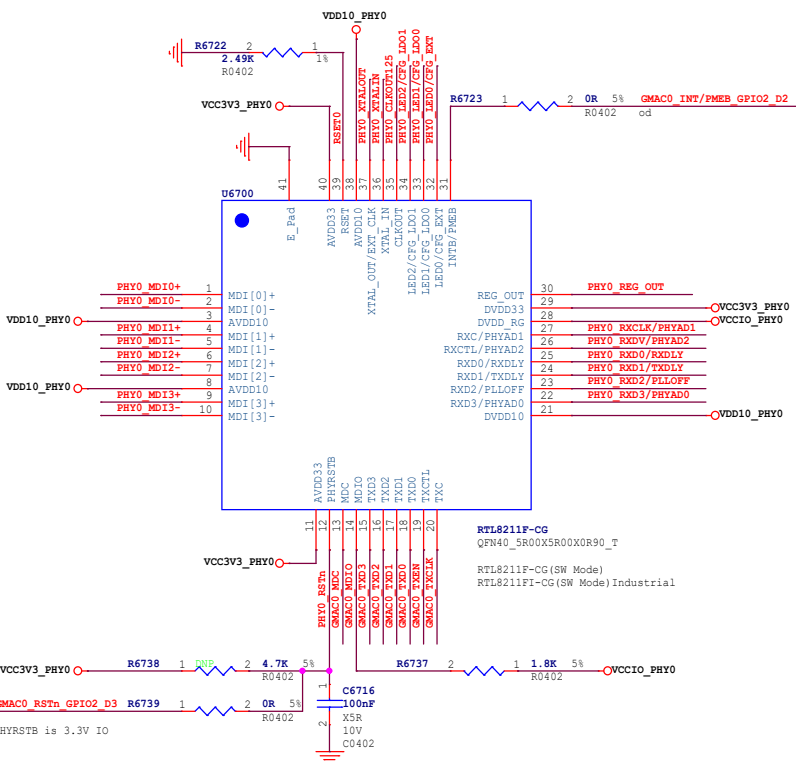 VDD10_PHY0
R6722 2 1
2.49K 1%
R0402
VCC3V3_PHY0
RSET0
PHY0_XTALOUT
PHY0_XTALIN
PHY0_CLKOUT125
PHY0_LED2/CFG_LDO1
PHY0_LED1/CFG_LDO0
PHY0_LED0/CFG_EXT
R6723 1 2 0R 5% GMAC0_INT/PMEB_GPIO2_D2
R0402 od
41 40 39 38 37 36 35 34 33 32 31
U6700
E_Pad
AVDD33
RSET
AVDD10
XTAL_OUT/EXT_CLK
XTAL_IN
CLKOUT
LED2/CFG_LDO1
LED1/CFG_LDO0
LED0/CFG_EXT
INTB/PMEB
PHY0_MDI0+ 1 MDI[0]+
PHY0_MDI0- 2 MDI[0]-
VDD10_PHY0 3 AVDD10
PHY0_MDI1+ 4 MDI[1]+
PHY0_MDI1- 5 MDI[1]-
PHY0_MDI2+ 6 MDI[2]+
PHY0_MDI2- 7 MDI[2]-
VDD10_PHY0 8 AVDD10
PHY0_MDI3+ 9 MDI[3]+
PHY0_MDI3- 10 MDI[3]-
REG_OUT 30 PHY0_REG_OUT
DVDD33 29 VCC3V3_PHY0
DVDD_RG 28 VCCIO_PHY0
RXC/PHYAD1 27 PHY0_RXCLK/PHYAD1
RXCTL/PHYAD2 26 PHY0_RXDV/PHYAD2
RXD0/RXDLY 25 PHY0_RXD0/RXDLY
RXD1/TXDLY 24 PHY0_RXD1/TXDLY
RXD2/PLLOFF 23 PHY0_RXD2/PLLOFF
RXD3/PHYAD0 22 PHY0_RXD3/PHYAD0
DVDD10 21 VDD10_PHY0
AVDD33
PHYRSTB
MDC
MDIO
TXD3
TXD2
TXD1
TXD0
TXCTL
TXC
11 12 13 14 15 16 17 18 19 20
RTL8211F-CG
QFN40_5R00X5R00X0R90_T
RTL8211F-CG(SW Mode)
RTL8211FI-CG(SW Mode)Industrial
VCC3V3_PHY0
PHY0_RSTn
GMAC0_MDC
GMAC0_MDIO
GMAC0_TXD3
GMAC0_TXD2
GMAC0_TXD1
GMAC0_TXD0
GMAC0_TXEN
GMAC0_TXCLK
VCC3V3_PHY0 R6738 1 DNP 2 4.7K 5%
R0402
R6737 2 1 1.8K 5% VCCIO_PHY0
R0402
GMAC0_RSTn_GPIO2_D3 R6739 1 2 0R 5%
R0402
HYRSTB is 3.3V IO
1 C6716
100nF
2 X5R
10V
C0402